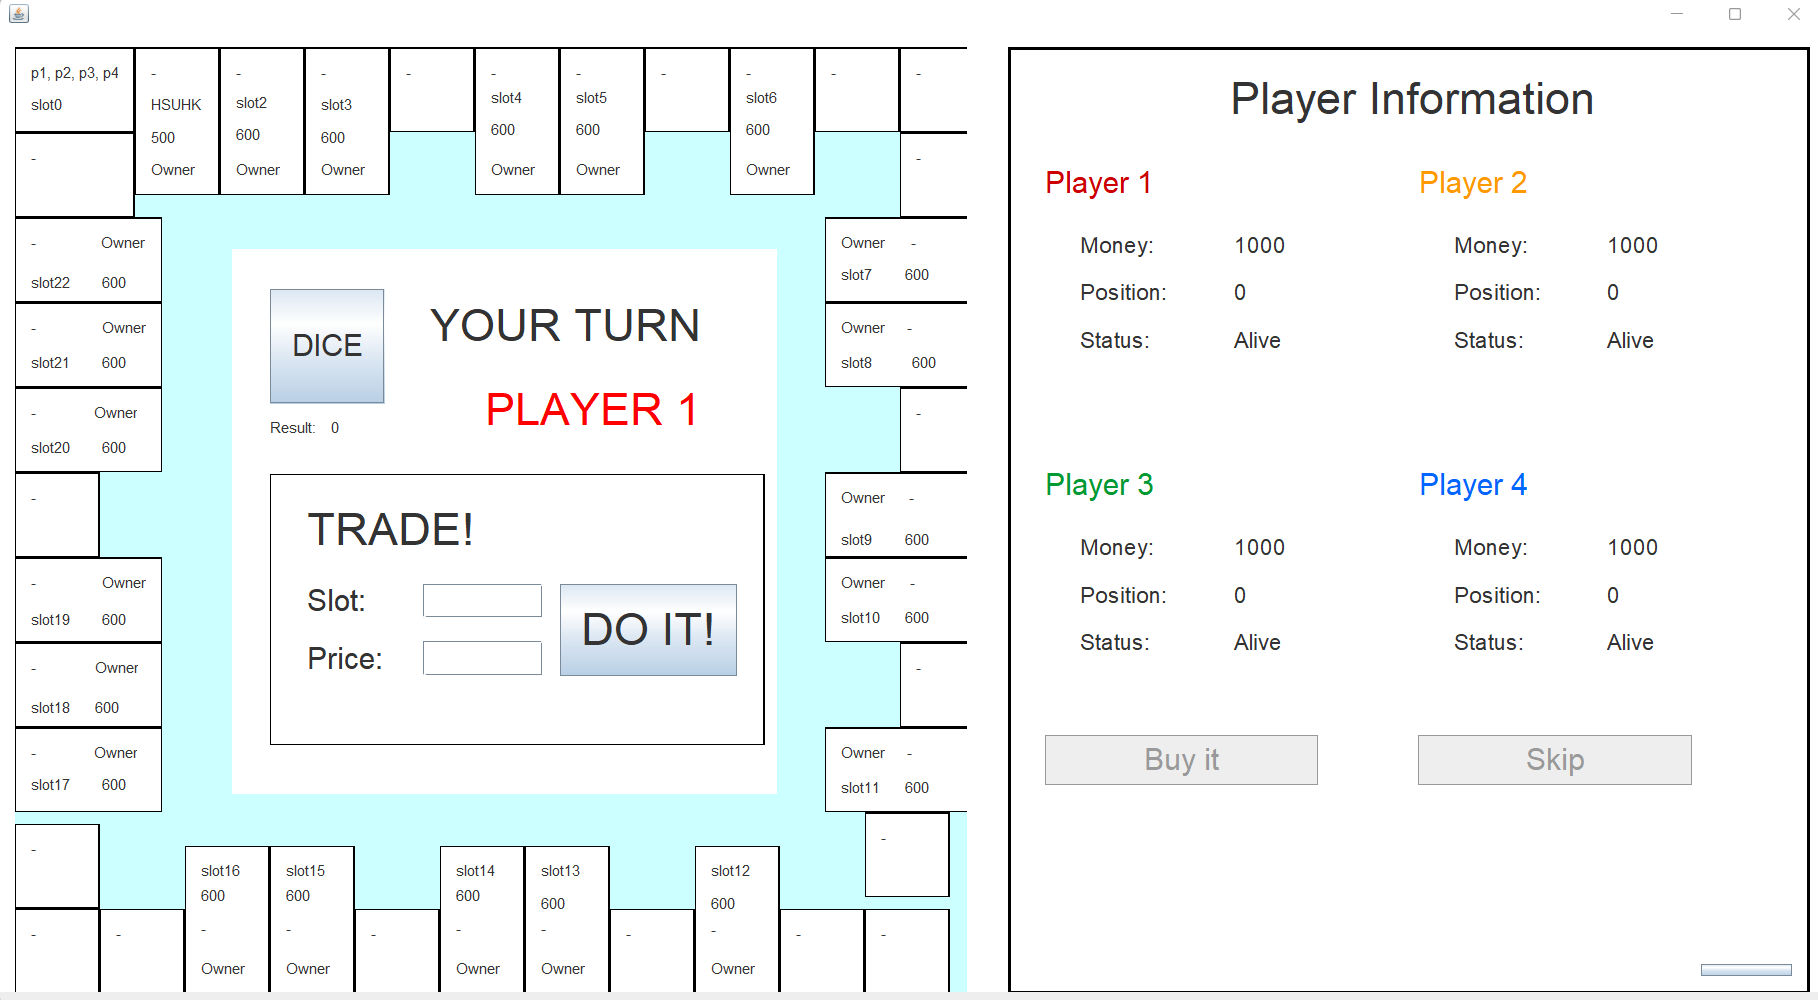 p1, p2, p3, p4 - - - - - - - - - -
slot0 HSUHK slot2 slot3 slot4 slot5 slot6
500 600 600 600 600 600
Owner Owner Owner Owner Owner Owner
- -
Player Information
- Owner Owner -
slot22 600 slot7 600
- Owner Owner -
slot21 600 slot8 600
- Owner -
slot20 600
-
Owner -
slot9 600
- Owner Owner -
slot19 600 slot10 600
- Owner -
slot18 600
- Owner Owner -
slot17 600 slot11 600
- -
DICE
YOUR TURN
PLAYER 1
Result: 0
TRADE!
Slot:
Price:
DO IT!
slot16 slot15 slot14 slot13 slot12
600 600 600 600 600
- - - - - - - - - - -
Owner Owner Owner Owner Owner
Player 1
Money: 1000
Position: 0
Status: Alive
Player 2
Money: 1000
Position: 0
Status: Alive
Player 3
Money: 1000
Position: 0
Status: Alive
Player 4
Money: 1000
Position: 0
Status: Alive
Buy it
Skip